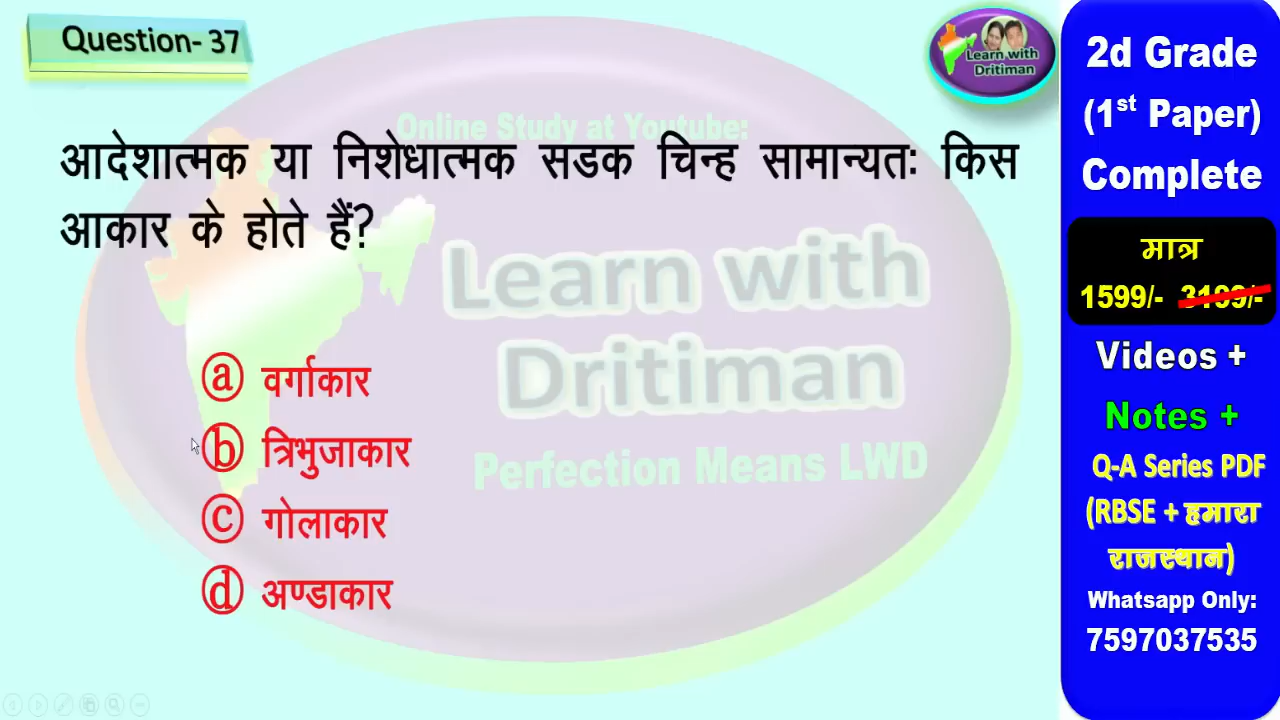 Question- 37
Learn with
Dritiman
Online Study at Youtube:
आदेशात्मक या निशेधात्मक सडक चिन्ह सामान्यतः किस
आकार के होते हैं?
Learn with
Dritiman
Perfection Means LWD
ⓐ वर्गाकार
ⓑ त्रिभुजाकार
ⓒ गोलाकार
ⓓ अण्डाकार
2d Grade
(1st Paper)
Complete
मात्र
1599/- 3199/-
Videos +
Notes +
Q-A Series PDF
(RBSE + हमारा
राजस्थान)
Whatsapp Only:
7597037535